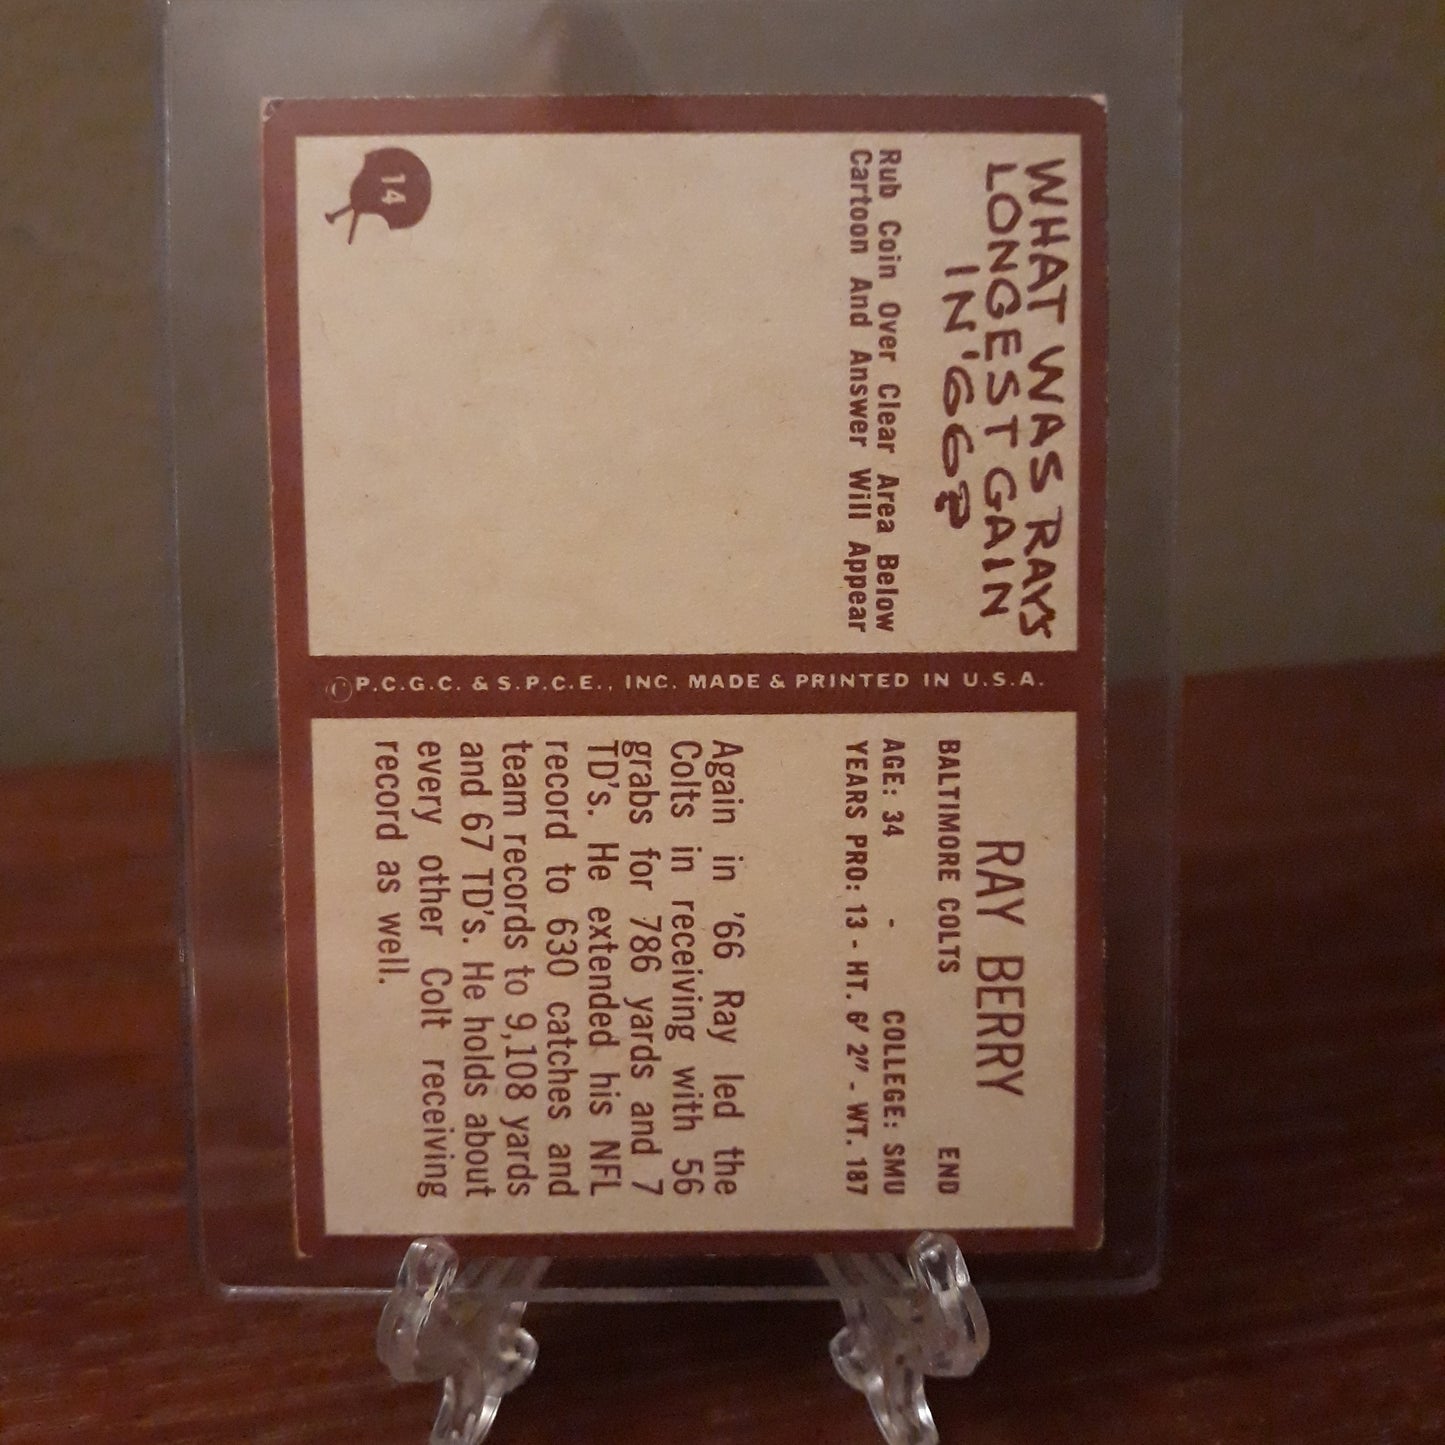 WHAT WAS RAYS
LONGEST GAIN
IN '66?
Rub Coin Over Clear Area Below
Cartoon And Answer Will Appear
14
© P.C.G.C. & S.P.C.E., INC. MADE & PRINTED IN U.S.A.
RAY BERRY
BALTIMORE COLTS END
AGE: 34 - COLLEGE: SMU
YEARS PRO: 13 - HT. 6' 2" - WT. 187
Again in '66 Ray led the
Colts in receiving with 56
grabs for 786 yards and 7
TD's. He extended his NFL
record to 630 catches and
team records to 9,108 yards
and 67 TD's. He holds about
every other Colt receiving
record as well.